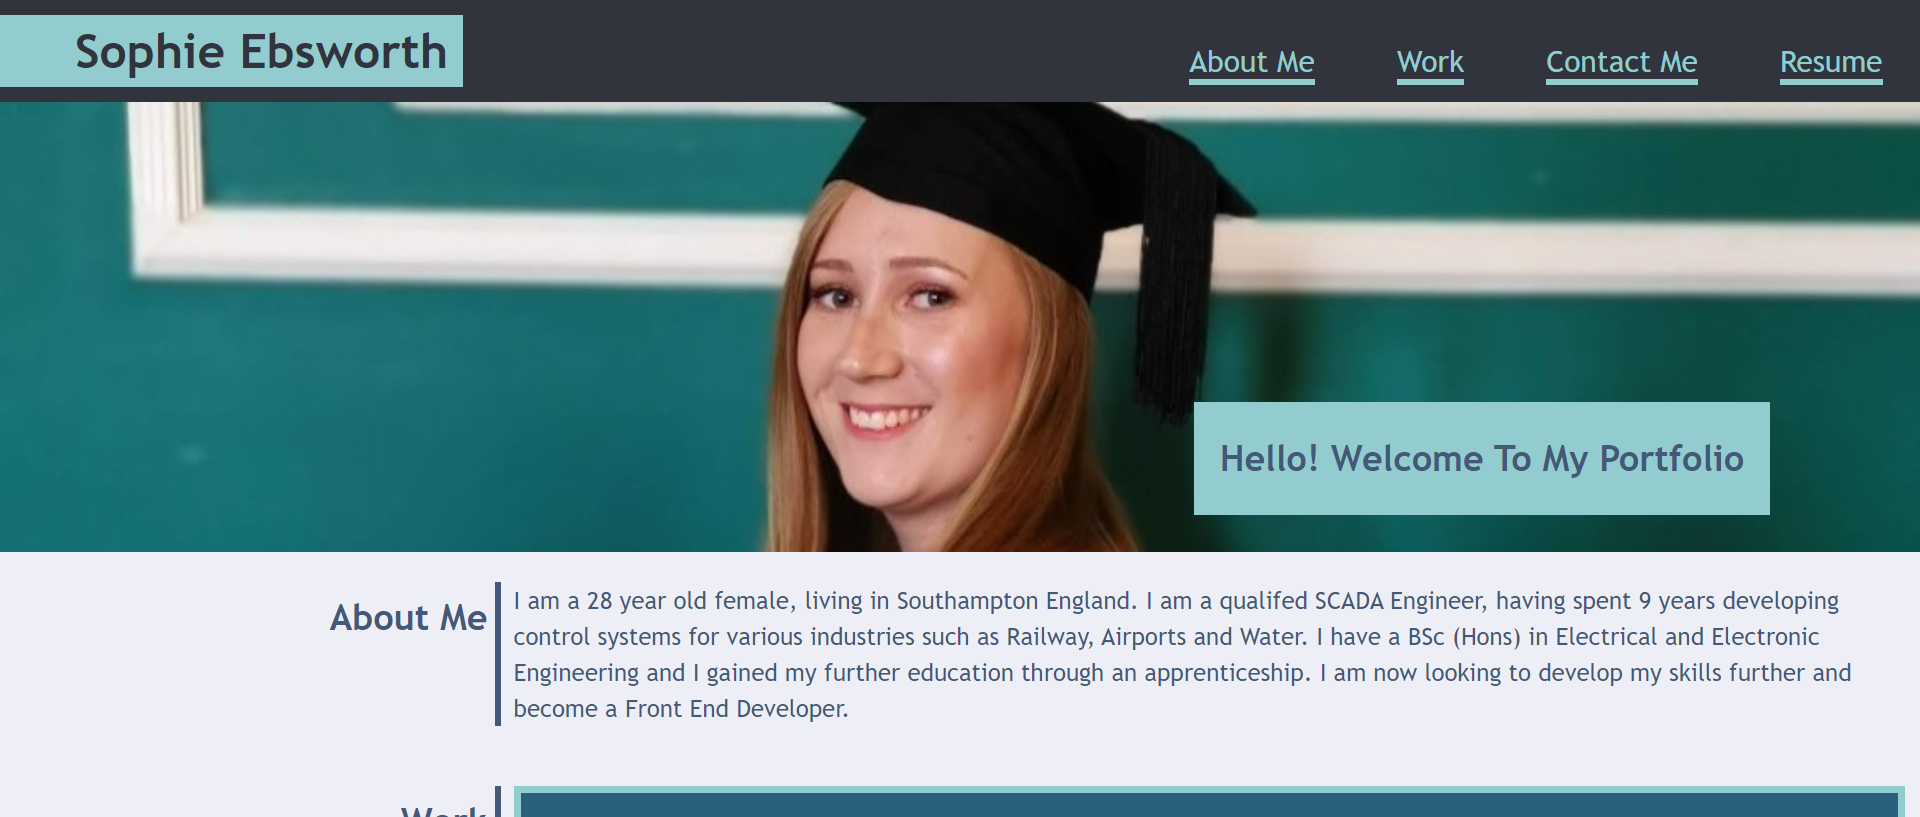 Sophie Ebsworth
About Me
Work
Contact Me
Resume
Hello! Welcome To My Portfolio
About Me
I am a 28 year old female, living in Southampton England. I am a qualifed SCADA Engineer, having spent 9 years developing
control systems for various industries such as Railway, Airports and Water. I have a BSc (Hons) in Electrical and Electronic
Engineering and I gained my further education through an apprenticeship. I am now looking to develop my skills further and
become a Front End Developer.
Work